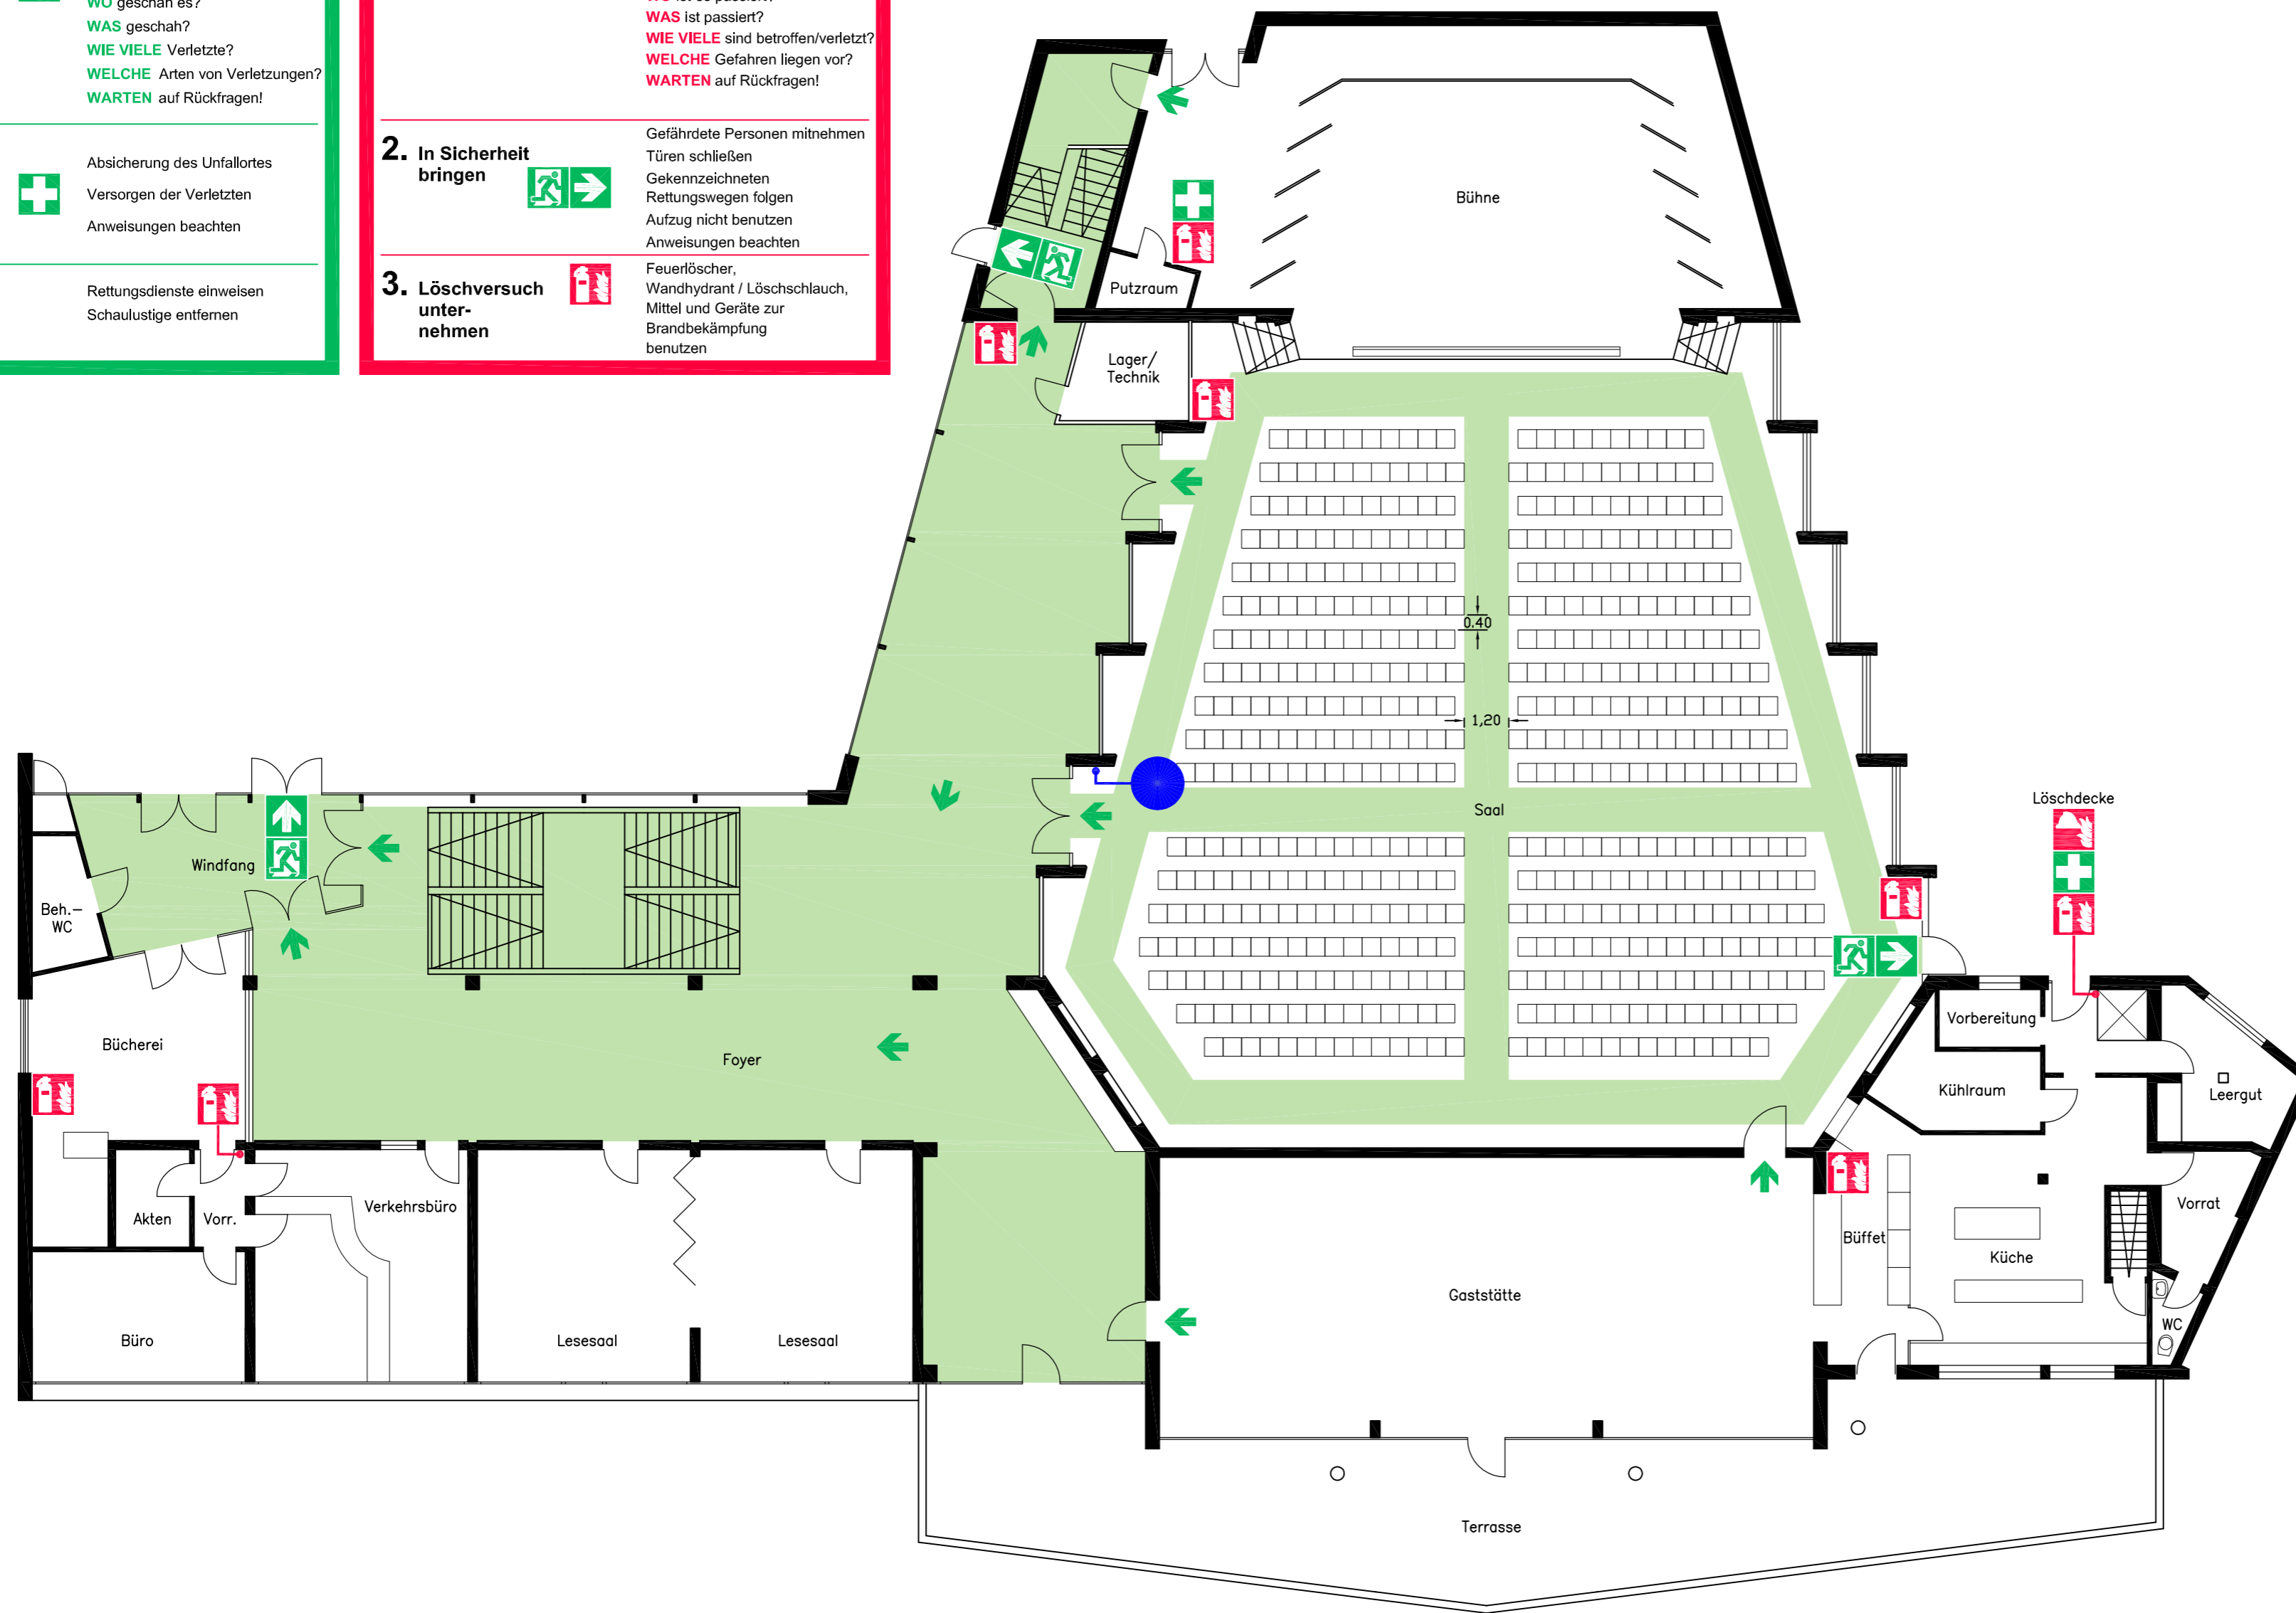 WO geschah es?
WAS geschah?
WIE VIELE Verletzte?
WELCHE Arten von Verletzungen?
WARTEN auf Rückfragen!
Absicherung des Unfallortes
Versorgen der Verletzten
Anweisungen beachten
Rettungsdienste einweisen
Schaulustige entfernen
WO ist es passiert?
WAS ist passiert?
WIE VIELE sind betroffen/verletzt?
WELCHE Gefahren liegen vor?
WARTEN auf Rückfragen!
2. In Sicherheit
bringen
Gefährdete Personen mitnehmen
Türen schließen
Gekennzeichneten
Rettungswegen folgen
Aufzug nicht benutzen
Anweisungen beachten
3. Löschversuch
unter-
nehmen
Feuerlöscher,
Wandhydrant / Löschschlauch,
Mittel und Geräte zur
Brandbekämpfung
benutzen
Bühne
Putzraum
Lager/
Technik
0.40
1,20
Saal
Löschdecke
Windfang
Beh.–
WC
Bücherei
Foyer
Vorbereitung
Kühlraum
Leergut
Akten
Vorr.
Verkehrsbüro
Vorrat
Büffet
Küche
Gaststätte
WC
Büro
Lesesaal
Lesesaal
Terrasse